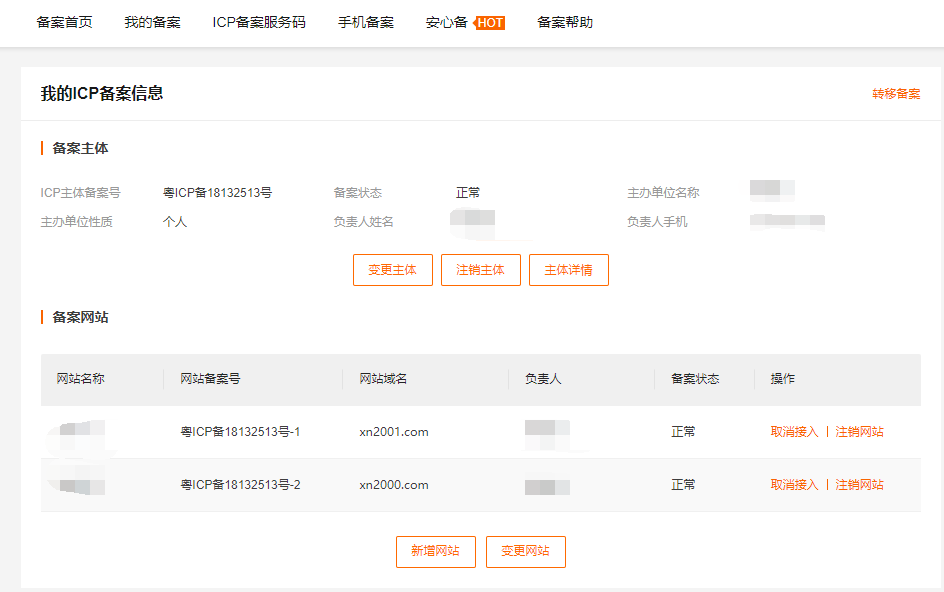 备案首页 我的备案 ICP备案服务码 手机备案 安心备 HOT 备案帮助
我的ICP备案信息 转移备案
备案主体
ICP主体备案号 粤ICP备18132513号 备案状态 正常 主办单位名称
主办单位性质 个人 负责人姓名 负责人手机
变更主体 注销主体 主体详情
备案网站
网站名称 网站备案号 网站域名 负责人 备案状态 操作
粤ICP备18132513号-1 xn2001.com 正常 取消接入 | 注销网站
粤ICP备18132513号-2 xn2000.com 正常 取消接入 | 注销网站
新增网站 变更网站